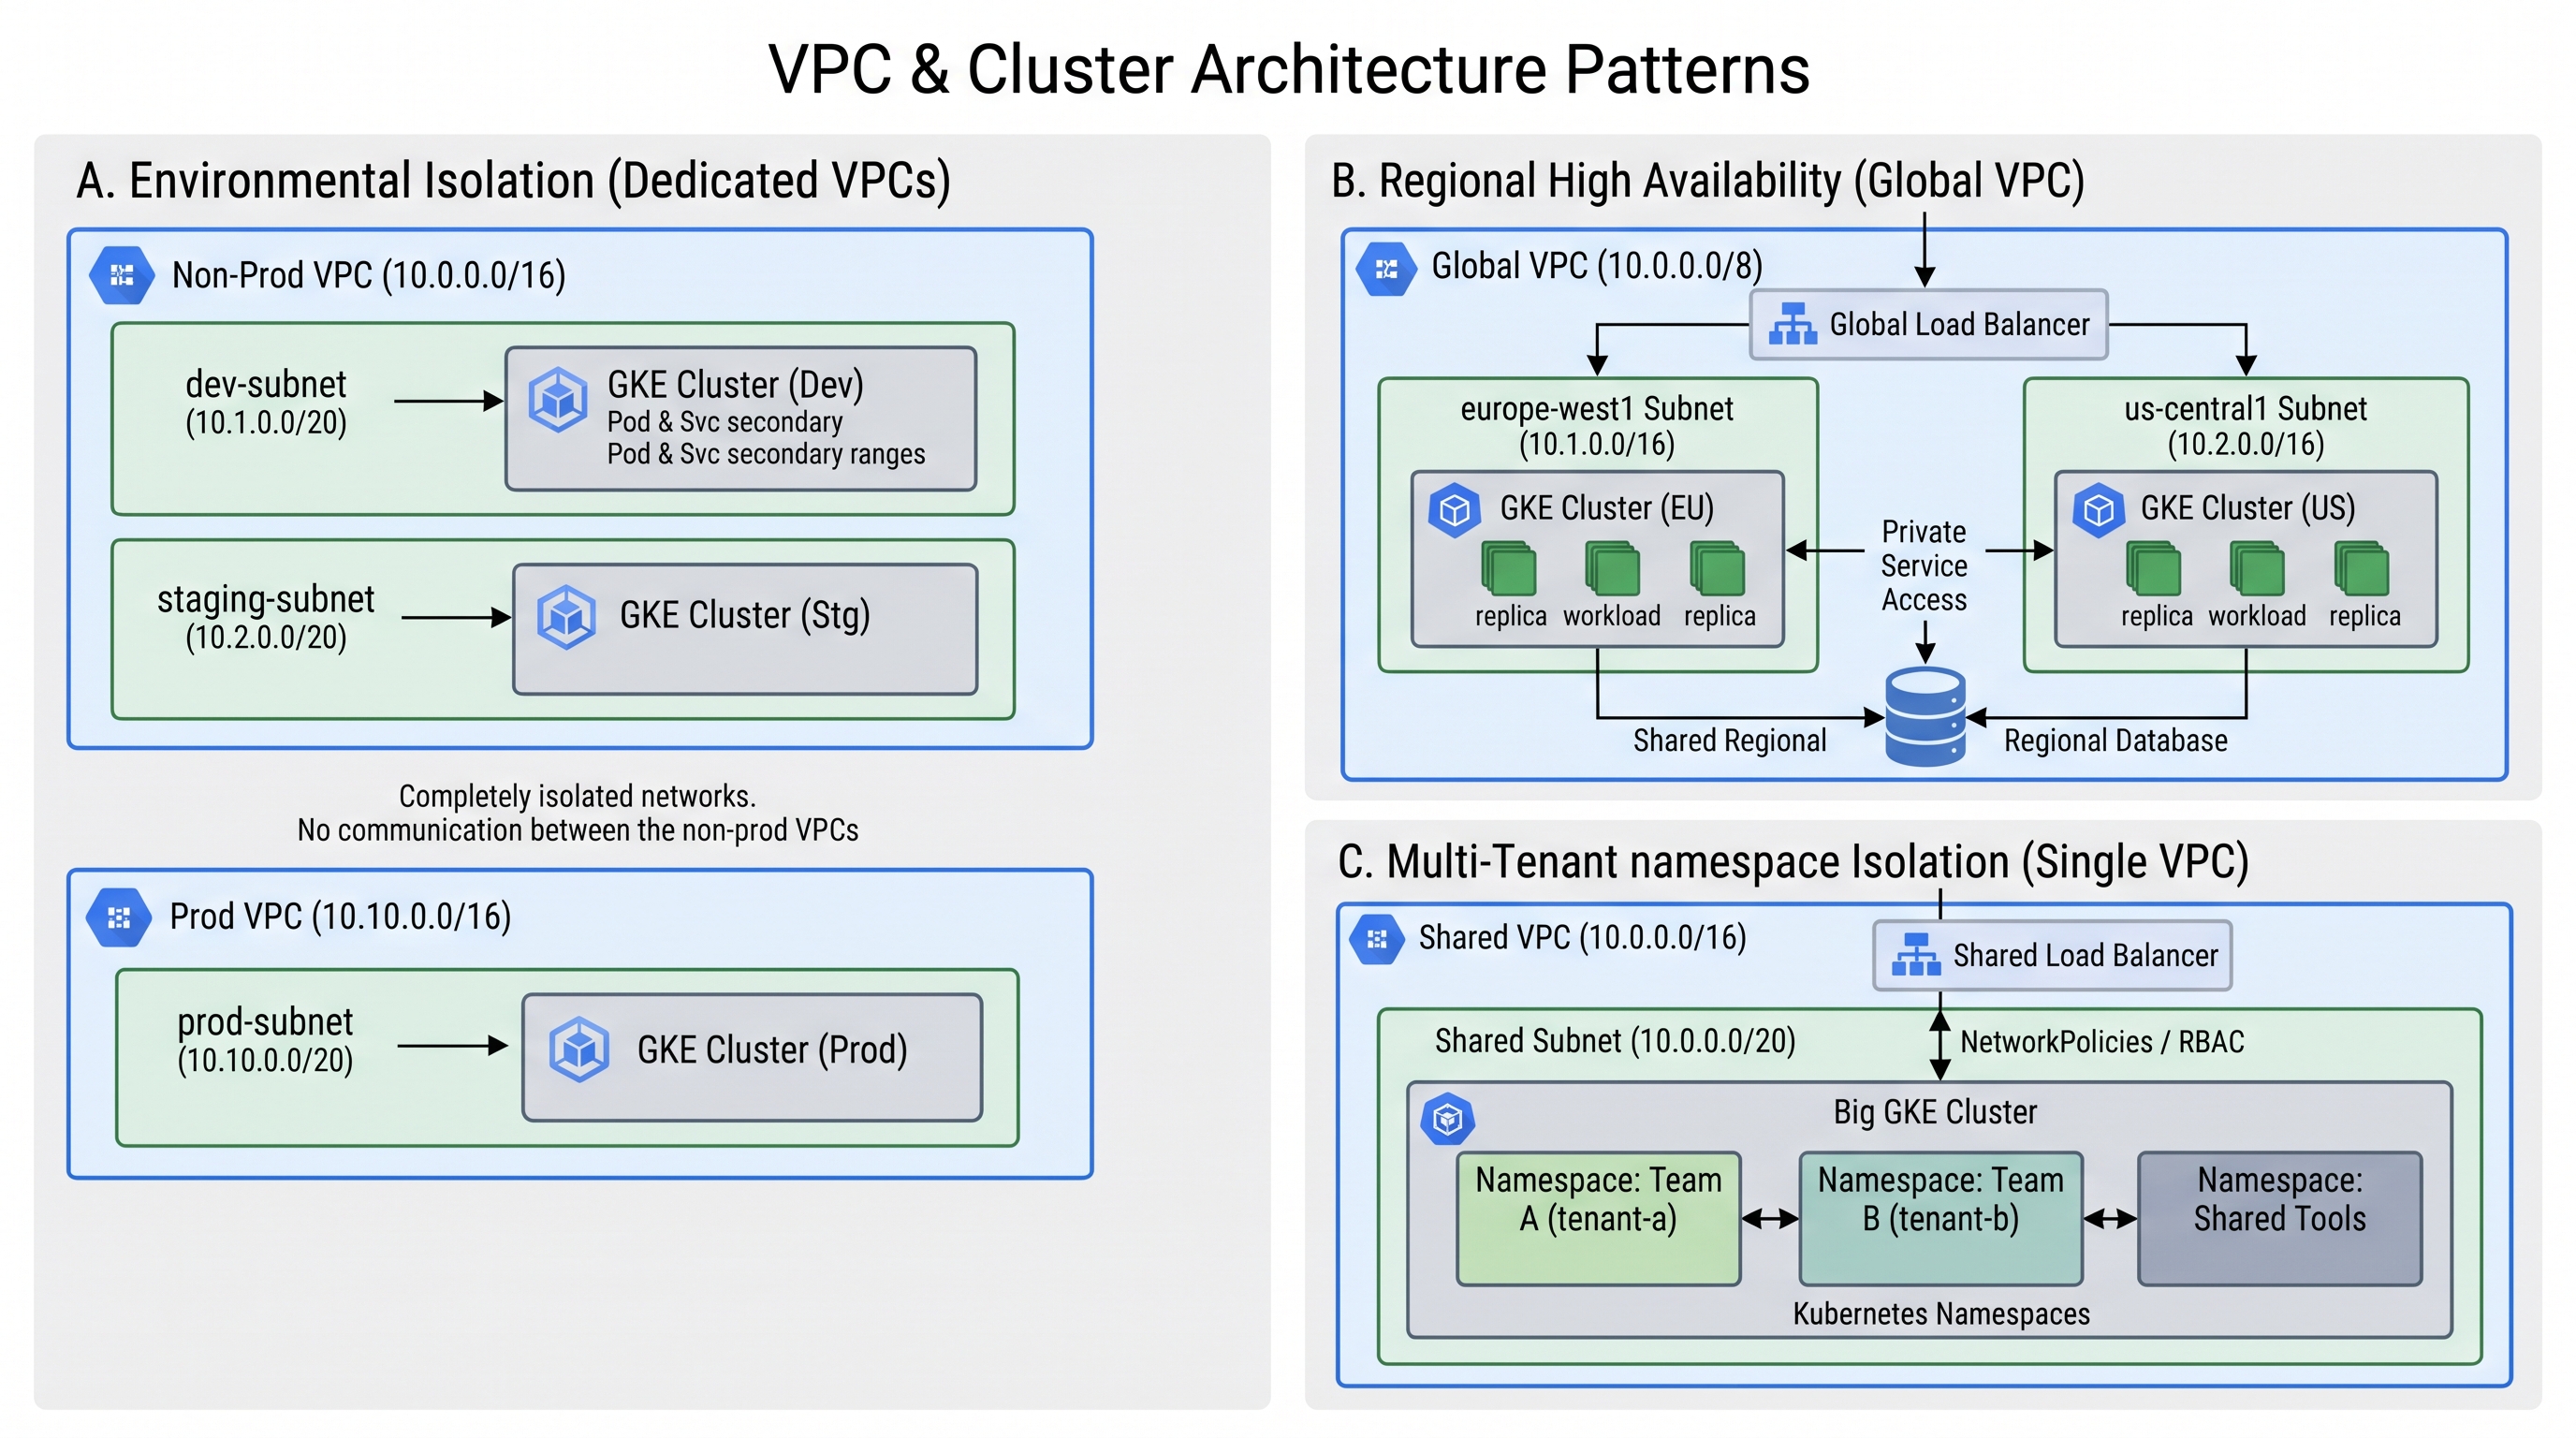 VPC & Cluster Architecture Patterns
A. Environmental Isolation (Dedicated VPCs)
Non-Prod VPC (10.0.0.0/16)
dev-subnet
(10.1.0.0/20)
GKE Cluster (Dev)
Pod & Svc secondary
Pod & Svc secondary ranges
staging-subnet
(10.2.0.0/20)
GKE Cluster (Stg)
Completely isolated networks.
No communication between the non-prod VPCs
Prod VPC (10.10.0.0/16)
prod-subnet
(10.10.0.0/20)
GKE Cluster (Prod)
B. Regional High Availability (Global VPC)
Global VPC (10.0.0.0/8)
Global Load Balancer
europe-west1 Subnet
(10.1.0.0/16)
GKE Cluster (EU)
replica workload replica
Private
Service
Access
us-central1 Subnet
(10.2.0.0/16)
GKE Cluster (US)
replica workload replica
Shared Regional
Regional Database
C. Multi-Tenant namespace Isolation (Single VPC)
Shared VPC (10.0.0.0/16)
Shared Load Balancer
Shared Subnet (10.0.0.0/20)
NetworkPolicies / RBAC
Big GKE Cluster
Namespace: Team
A (tenant-a)
Namespace: Team
B (tenant-b)
Namespace:
Shared Tools
Kubernetes Namespaces